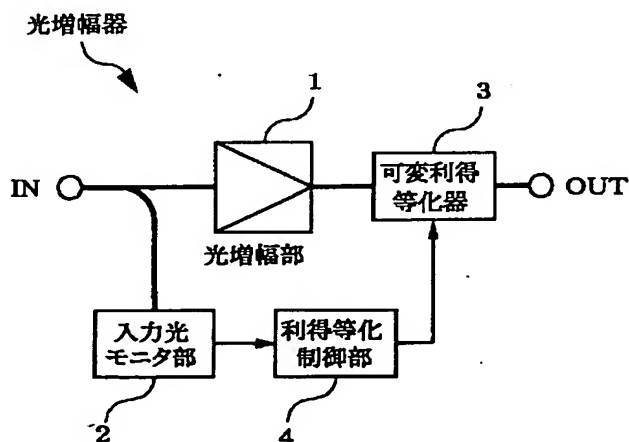 光増幅器
1
3
IN
可変利得
等化器
OUT
光増幅部
入力光
モニタ部
利得等化
制御部
2
4